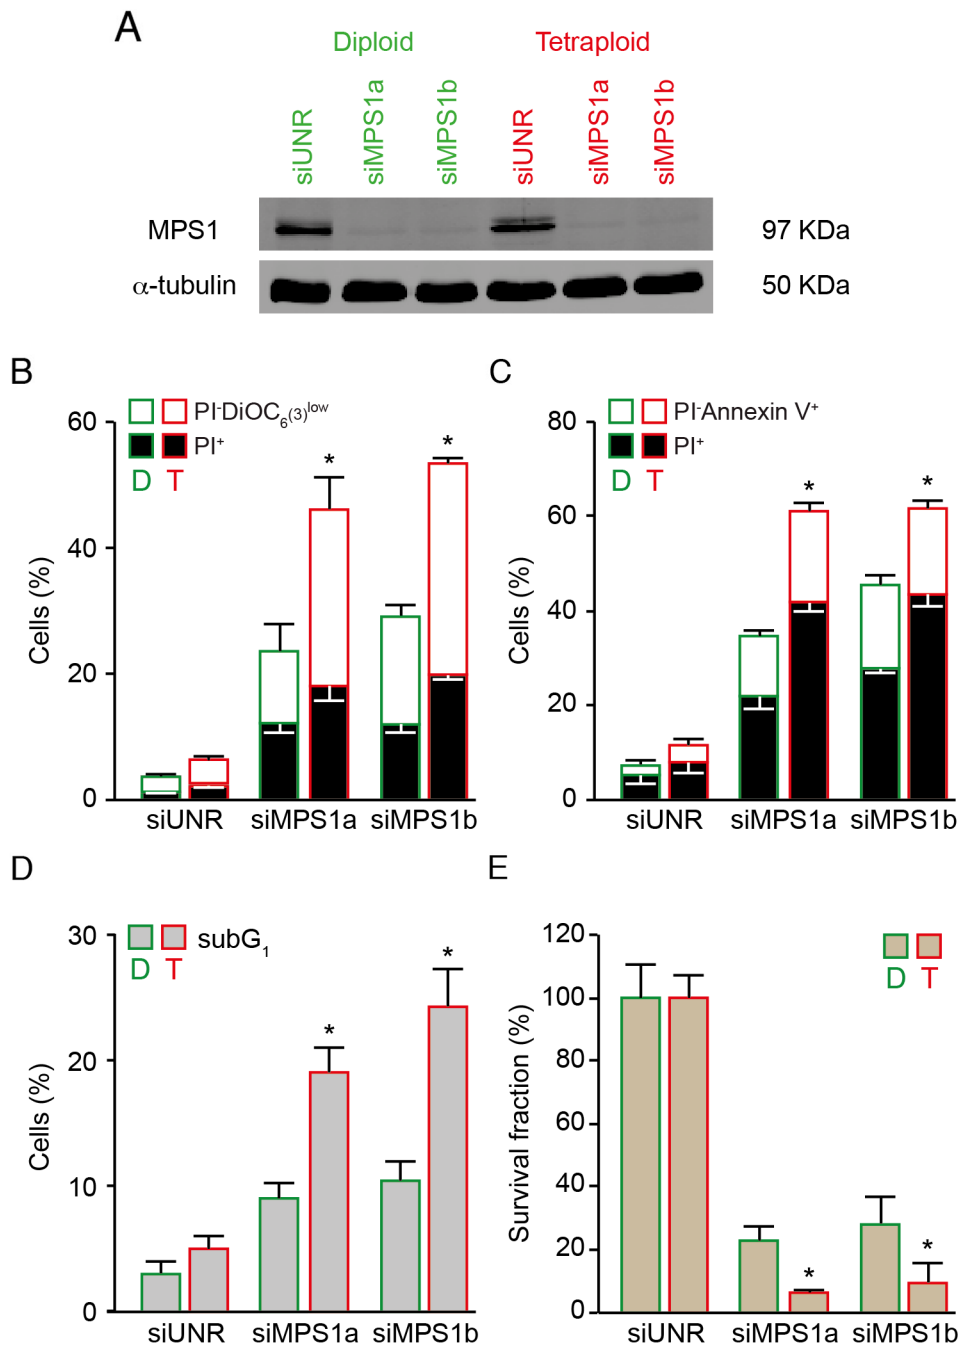 A
Diploid Tetraploid
siUNR siMPS1a siMPS1b siUNR siMPS1a siMPS1b
MPS1 97 KDa
α-tubulin 50 KDa
B
PI⁻DiOC₆₍₃₎ˡᵒʷ
PI⁺
D T
Cells (%)
60
40
20
0
* *
siUNR siMPS1a siMPS1b
C
PI⁻Annexin V⁺
PI⁺
D T
Cells (%)
80
60
40
20
0
* *
siUNR siMPS1a siMPS1b
D
subG₁
D T
Cells (%)
30
20
10
0
* *
siUNR siMPS1a siMPS1b
E
D T
Survival fraction (%)
120
100
80
60
40
20
0
* *
siUNR siMPS1a siMPS1b